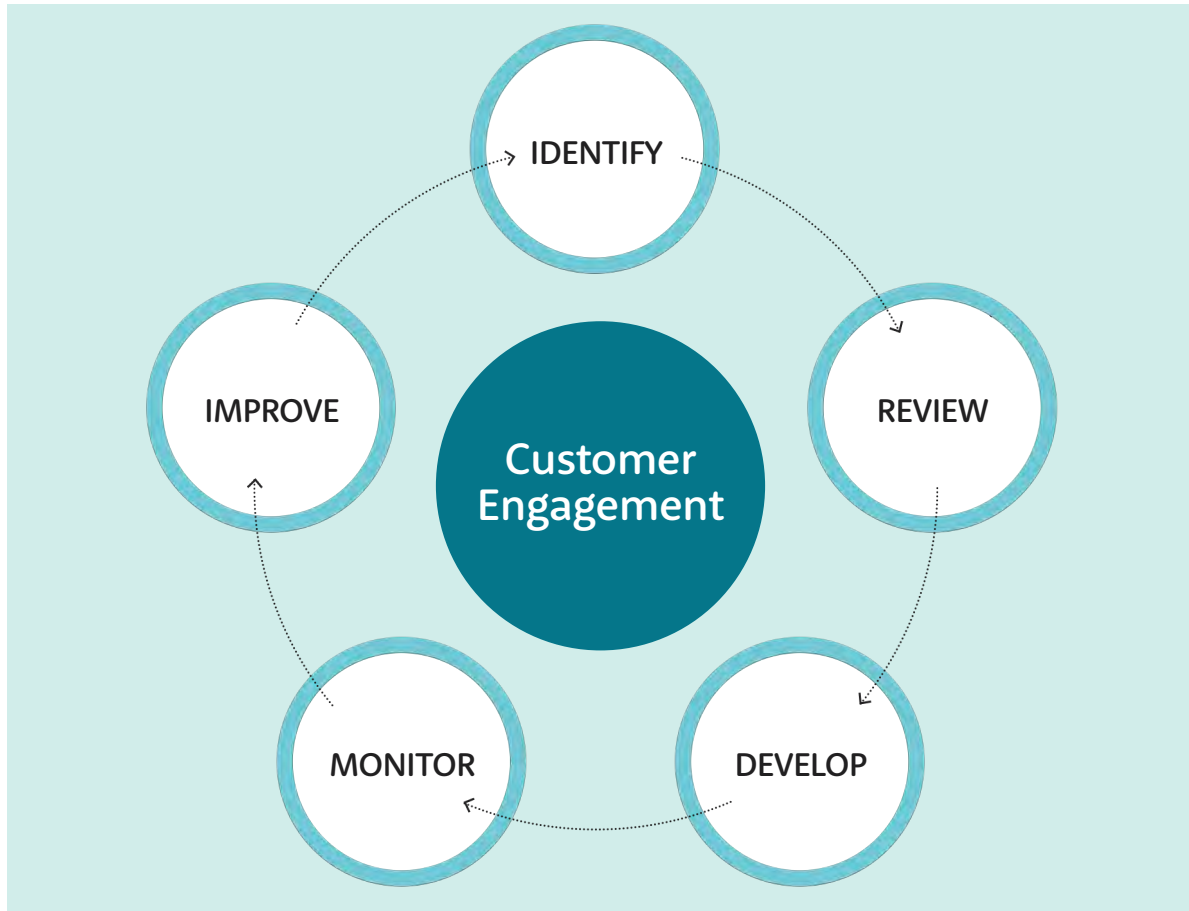 IDENTIFY
REVIEW
DEVELOP
MONITOR
IMPROVE
Customer
Engagement